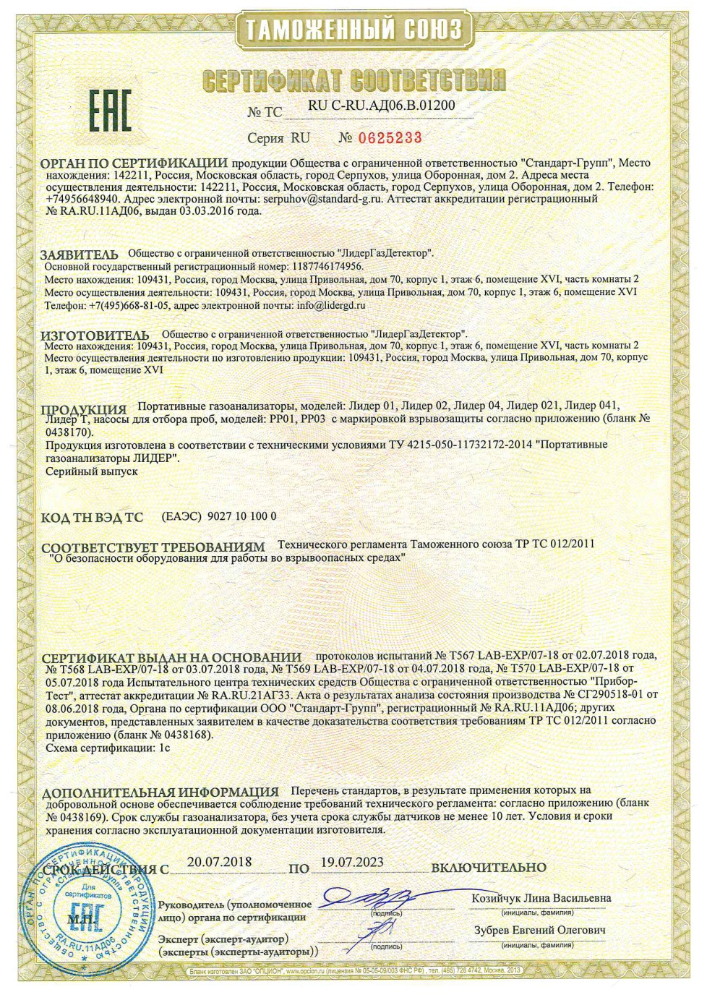 ТАМОЖЕННЫЙ СОЮЗ
СЕРТИФИКАТ СООТВЕТСТВИЯ
ЕАС
№ ТС RU C-RU.АД06.В.01200
Серия RU № 0625233
ОРГАН ПО СЕРТИФИКАЦИИ продукции Общества с ограниченной ответственностью "Стандарт-Групп", Место
нахождения: 142211, Россия, Московская область, город Серпухов, улица Оборонная, дом 2. Адреса места
осуществления деятельности: 142211, Россия, Московская область, город Серпухов, улица Оборонная, дом 2. Телефон:
+74956648940. Адрес электронной почты: serpuhov@standard-g.ru. Аттестат аккредитации регистрационный
№ RA.RU.11АД06, выдан 03.03.2016 года.
ЗАЯВИТЕЛЬ Общество с ограниченной ответственностью "ЛидерГазДетектор".
Основной государственный регистрационный номер: 1187746174956.
Место нахождения: 109431, Россия, город Москва, улица Привольная, дом 70, корпус 1, этаж 6, помещение XVI, часть комнаты 2
Место осуществления деятельности: 109431, Россия, город Москва, улица Привольная, дом 70, корпус 1, этаж 6, помещение XVI
Телефон: +7(495)668-81-05, адрес электронной почты: info@lidergd.ru
ИЗГОТОВИТЕЛЬ Общество с ограниченной ответственностью "ЛидерГазДетектор".
Место нахождения: 109431, Россия, город Москва, улица Привольная, дом 70, корпус 1, этаж 6, помещение XVI, часть комнаты 2
Место осуществления деятельности по изготовлению продукции: 109431, Россия, город Москва, улица Привольная, дом 70, корпус
1, этаж 6, помещение XVI
ПРОДУКЦИЯ Портативные газоанализаторы, моделей: Лидер 01, Лидер 02, Лидер 04, Лидер 021, Лидер 041,
Лидер Т, насосы для отбора проб, моделей: РР01, РР03 с маркировкой взрывозащиты согласно приложению (бланк №
0438170).
Продукция изготовлена в соответствии с техническими условиями ТУ 4215-050-11732172-2014 "Портативные
газоанализаторы ЛИДЕР".
Серийный выпуск
КОД ТН ВЭД ТС (ЕАЭС) 9027 10 100 0
СООТВЕТСТВУЕТ ТРЕБОВАНИЯМ Технического регламента Таможенного союза ТР ТС 012/2011
"О безопасности оборудования для работы во взрывоопасных средах"
СЕРТИФИКАТ ВЫДАН НА ОСНОВАНИИ протоколов испытаний № Т567 LAB-EXP/07-18 от 02.07.2018 года,
№ Т568 LAB-EXP/07-18 от 03.07.2018 года, № Т569 LAB-EXP/07-18 от 04.07.2018 года, № Т570 LAB-EXP/07-18 от
05.07.2018 года Испытательного центра технических средств Общества с ограниченной ответственностью "Прибор-
Тест", аттестат аккредитации № RA.RU.21АГ33. Акта о результатах анализа состояния производства № СГ290518-01 от
08.06.2018 года, Органа по сертификации ООО "Стандарт-Групп", регистрационный № RA.RU.11АД06; других
документов, представленных заявителем в качестве доказательства соответствия требованиям ТР ТС 012/2011 согласно
приложению (бланк № 0438168).
Схема сертификации: 1с
ДОПОЛНИТЕЛЬНАЯ ИНФОРМАЦИЯ Перечень стандартов, в результате применения которых на
добровольной основе обеспечивается соблюдение требований технического регламента: согласно приложению (бланк
№ 0438169). Срок службы газоанализатора, без учета срока службы датчиков не менее 10 лет. Условия и сроки
хранения согласно эксплуатационной документации изготовителя.
СРОК ДЕЙСТВИЯ С 20.07.2018 ПО 19.07.2023 ВКЛЮЧИТЕЛЬНО
ОРГАН ПО СЕРТИФИКАЦИИ ПРОДУКЦИИ
ОБЩЕСТВО С ОГРАНИЧЕННОЙ ОТВЕТСТВЕННОСТЬЮ
«Стандарт-Групп»
Для
сертификатов
ЕАС
RA.RU.11АД06
М.П.
Руководитель (уполномоченное
лицо) органа по сертификации
(подпись)
Козийчук Лина Васильевна
(инициалы, фамилия)
Эксперт (эксперт-аудитор)
(эксперты (эксперты-аудиторы))
(подпись)
Зубрев Евгений Олегович
(инициалы, фамилия)
Бланк изготовлен ЗАО "ОПЦИОН", www.opcion.ru (лицензия № 05-05-09/003 ФНС РФ), тел. (495) 726 4742, Москва, 2013